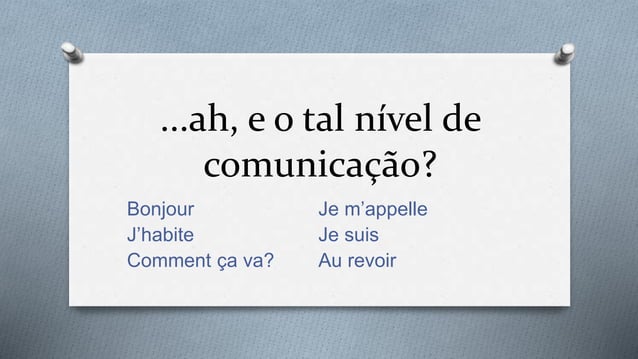 ...ah, e o tal nível de
comunicação?
Bonjour
J'habite
Comment ça va?
Je m'appelle
Je suis
Au revoir